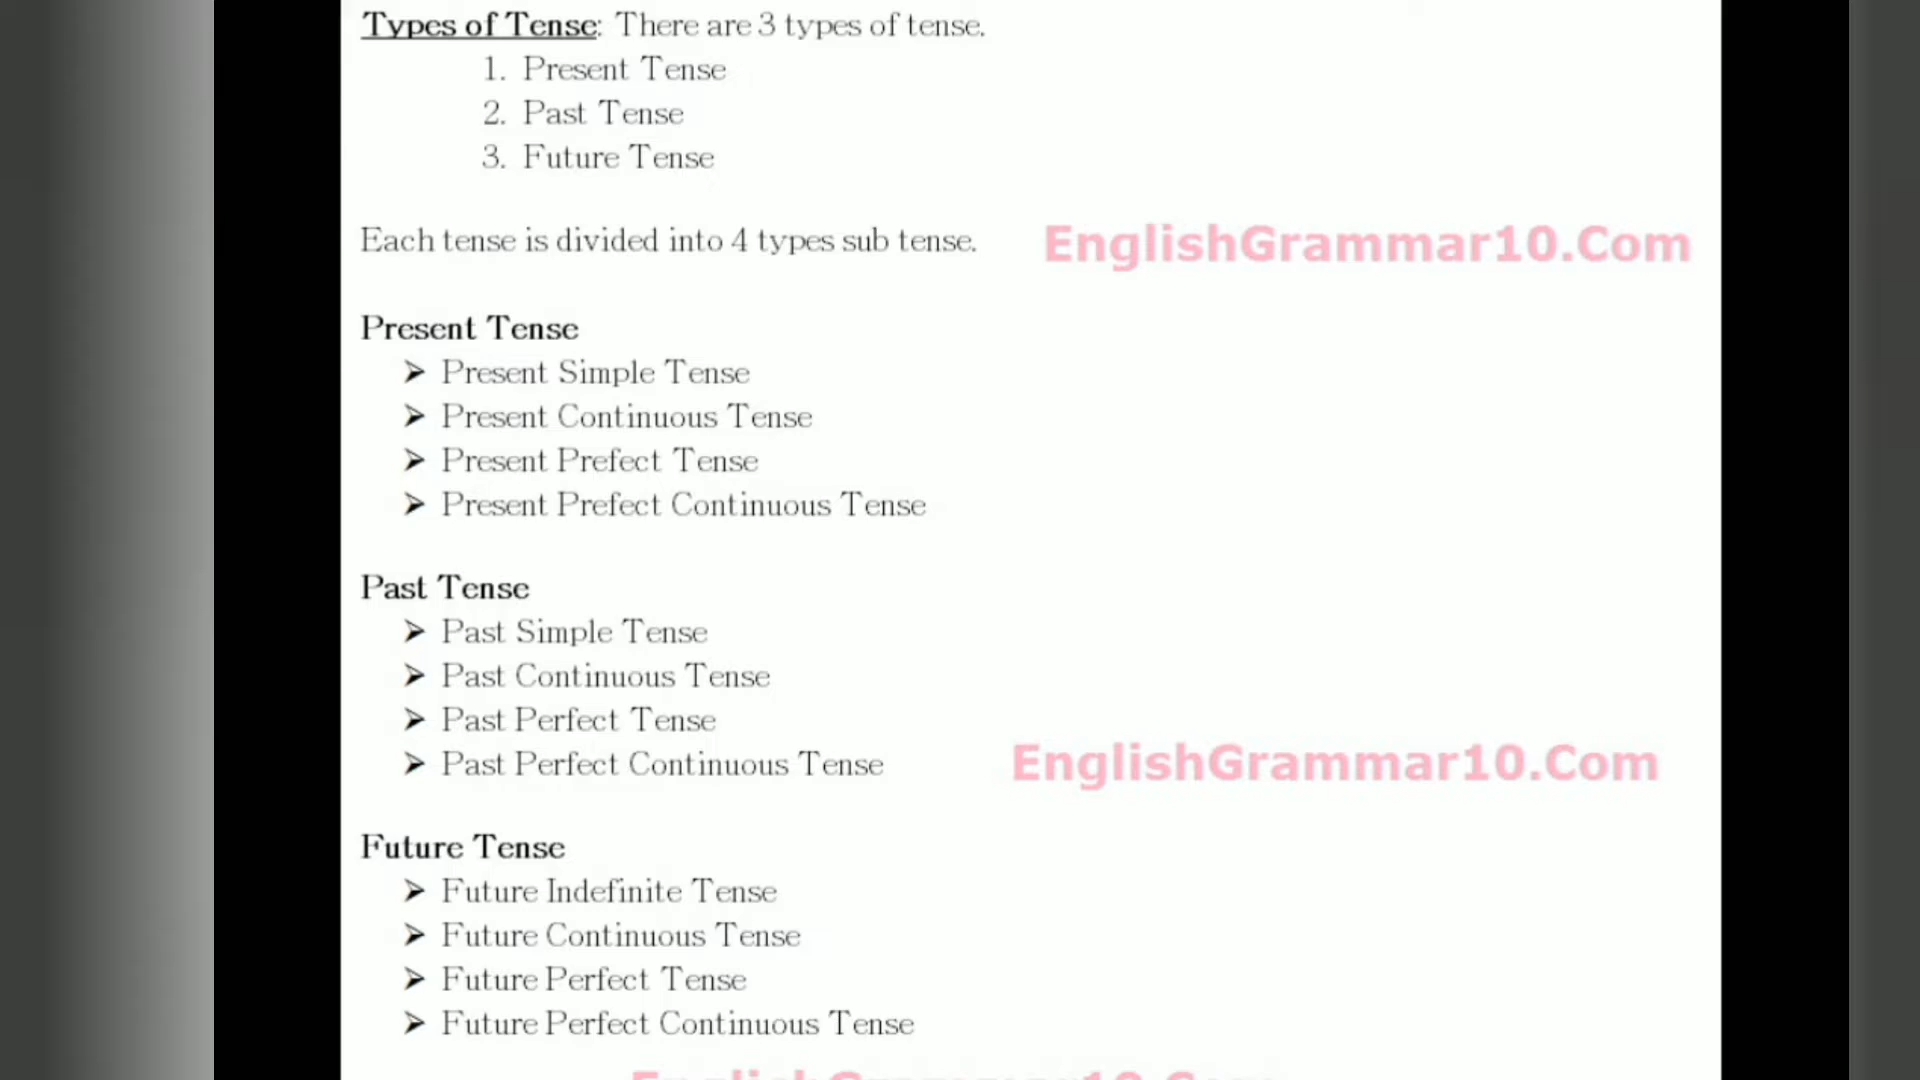 Types of Tense: There are 3 types of tense.
1. Present Tense
2. Past Tense
3. Future Tense
Each tense is divided into 4 types sub tense.
EnglishGrammar10.Com
Present Tense
➤ Present Simple Tense
➤ Present Continuous Tense
➤ Present Prefect Tense
➤ Present Prefect Continuous Tense
Past Tense
➤ Past Simple Tense
➤ Past Continuous Tense
➤ Past Perfect Tense
➤ Past Perfect Continuous Tense
EnglishGrammar10.Com
Future Tense
➤ Future Indefinite Tense
➤ Future Continuous Tense
➤ Future Perfect Tense
➤ Future Perfect Continuous Tense
EnglishGrammar10.Com